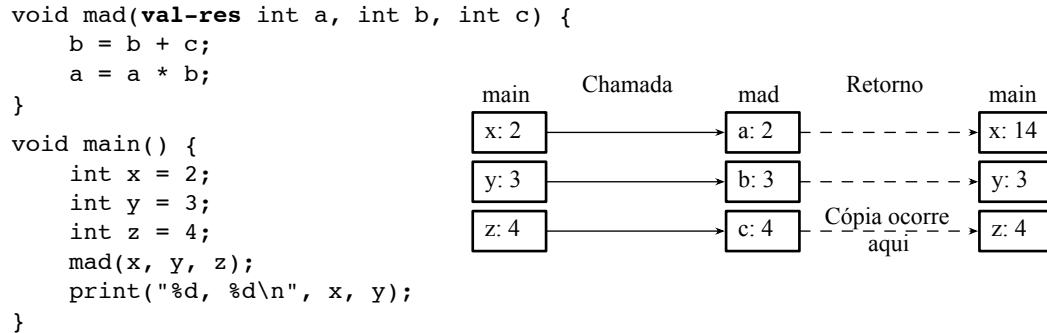 void mad(val-res int a, int b, int c) {
    b = b + c;
    a = a * b;
}
void main() {
    int x = 2;
    int y = 3;
    int z = 4;
    mad(x, y, z);
    print("%d, %d\n", x, y);
}
main Chamada mad Retorno main
x: 2 a: 2 x: 14
y: 3 b: 3 y: 3
z: 4 c: 4 Cópia ocorre z: 4
aqui